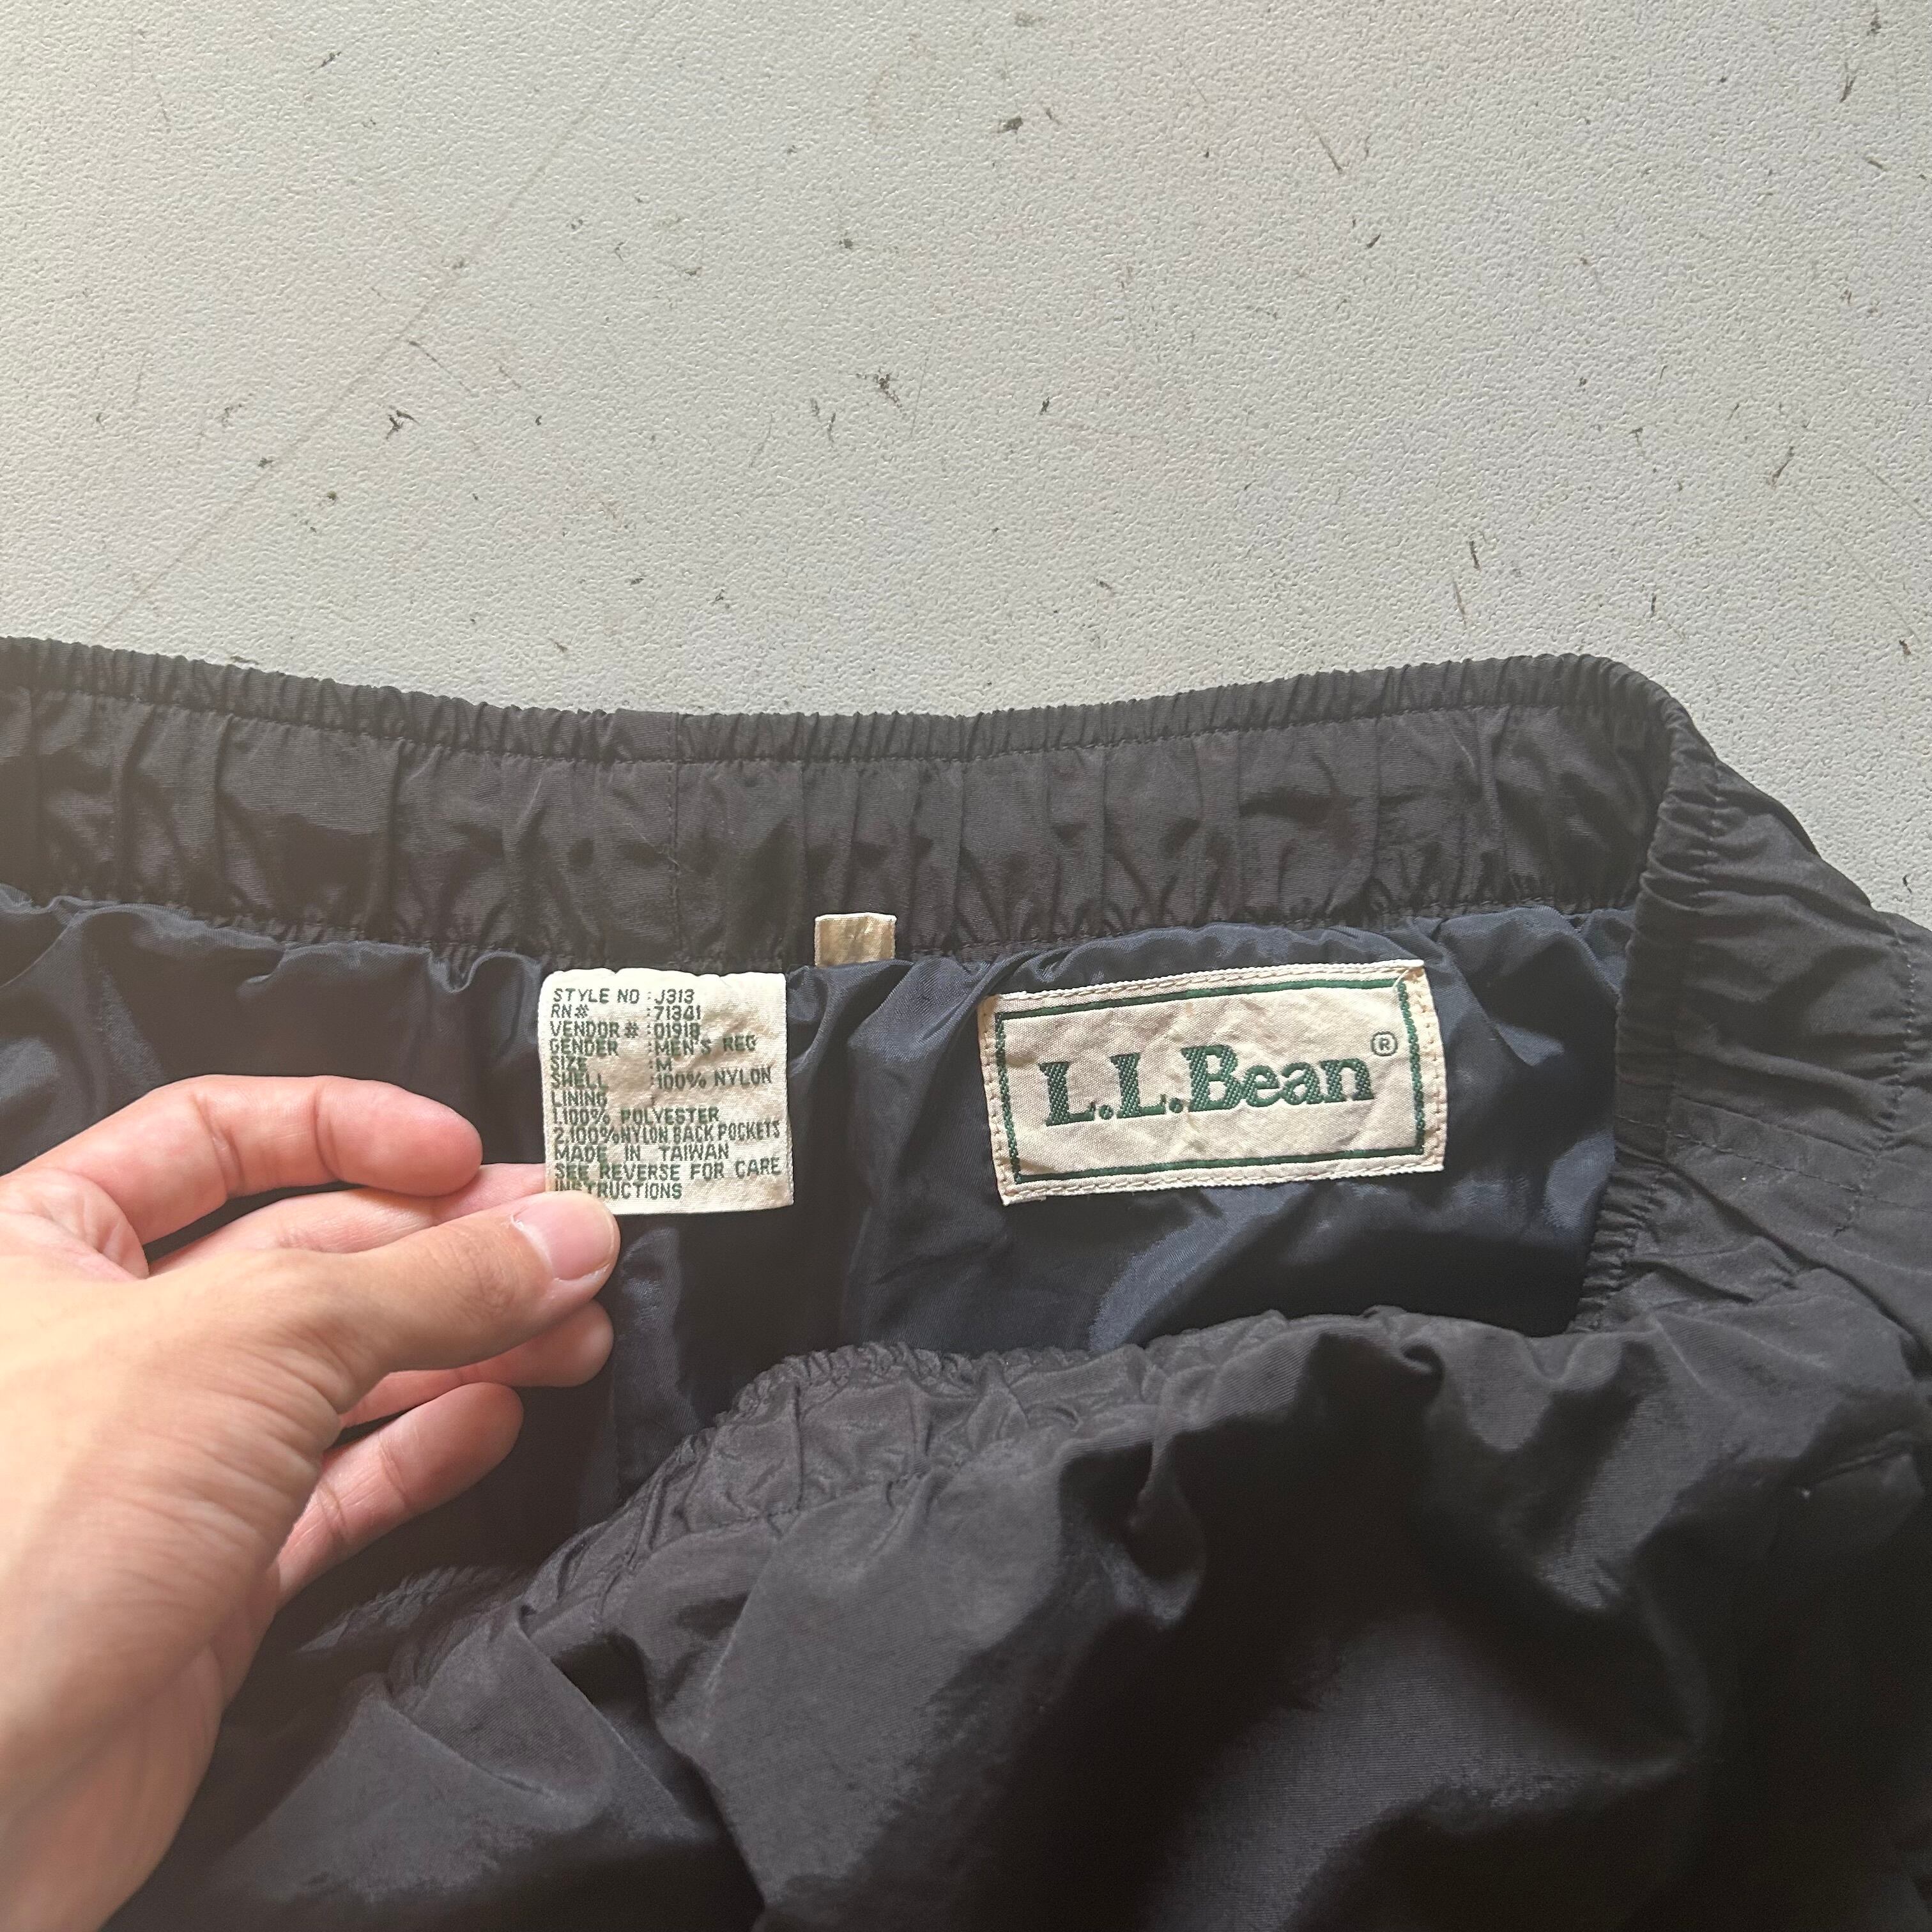 STYLE NO : J313
RN# : 71341
VENDOR # : 01918
GENDER : MEN'S REG
SIZE : M
SHELL : 100% NYLON
LINING :
1.100% POLYESTER
2.100%NYLON BACK POCKETS
MADE IN TAIWAN
SEE REVERSE FOR CARE
INSTRUCTIONS
L.L.Bean®